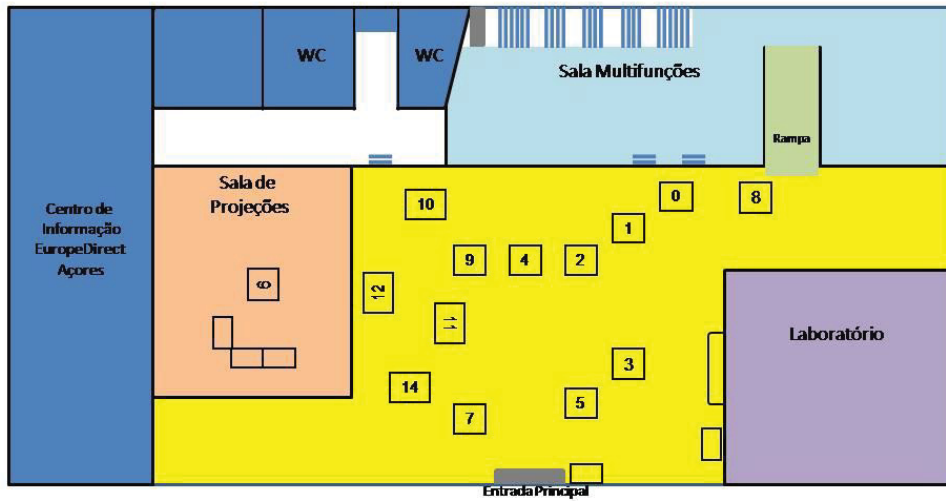 WC
WC
Sala Multifunções
Rampa
Sala de
Projeções
Centro de
Informação
EuropeDirect
Açores
10
0
8
1
9
4
2
6
12
11
Laboratório
3
14
5
7
Entrada Principal